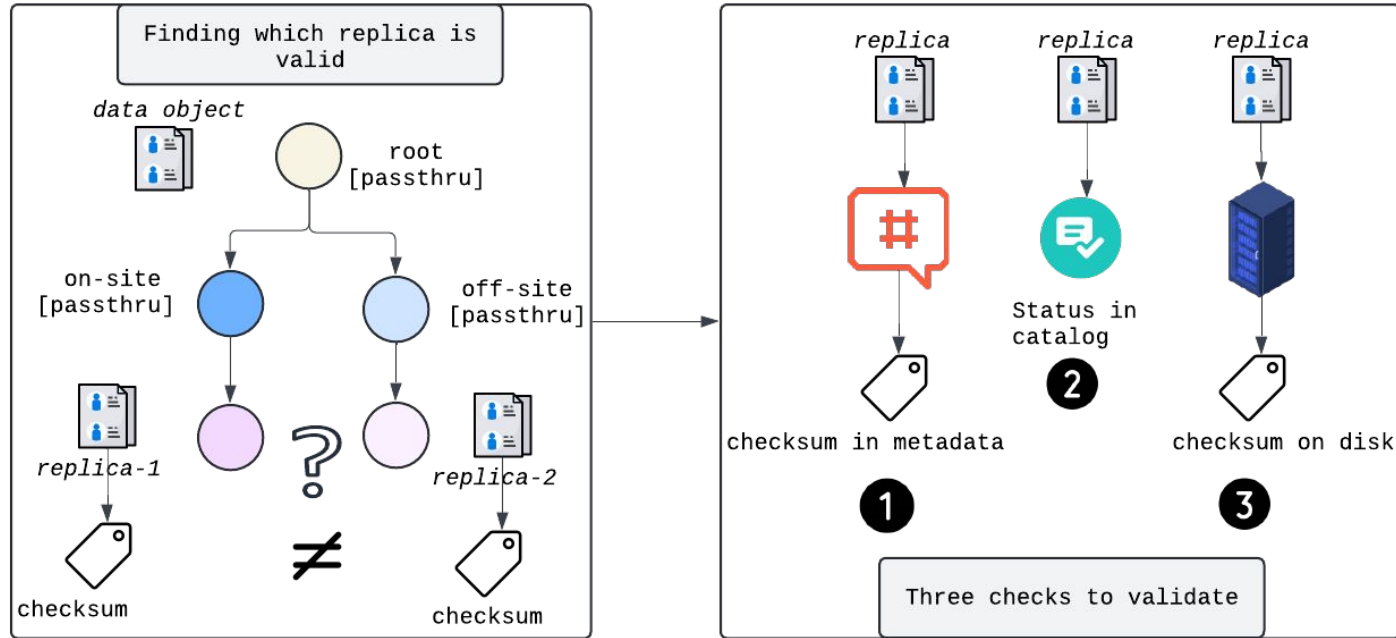 Finding which replica is
valid
data object
root
[passthru]
on-site
[passthru]
off-site
[passthru]
replica-1
replica-2
checksum
checksum
replica
replica
replica
#
Status in
catalog
2
checksum in metadata
checksum on disk
1
3
Three checks to validate
?
≠